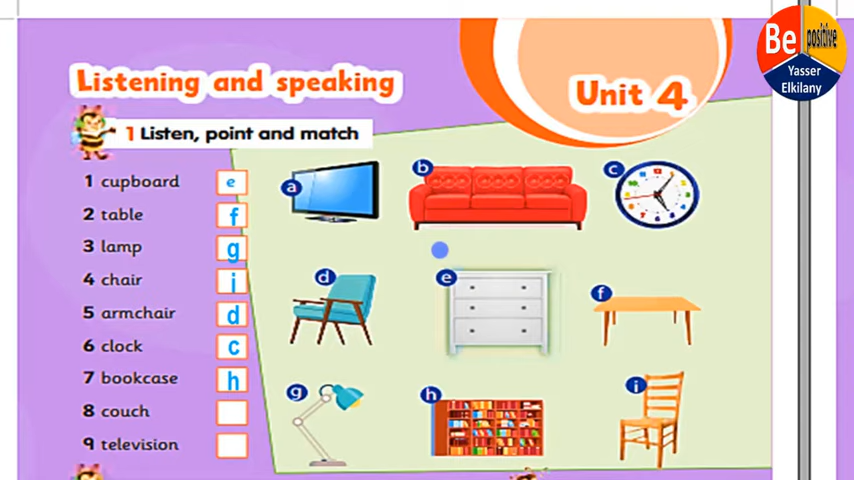 Be positive
Yasser
Elkilany
Listening and speaking
Unit 4
1 Listen, point and match
1 cupboard e
2 table f
3 lamp g
4 chair i
5 armchair d
6 clock c
7 bookcase h
8 couch
9 television
a
b
c
d
e
f
g
h
i